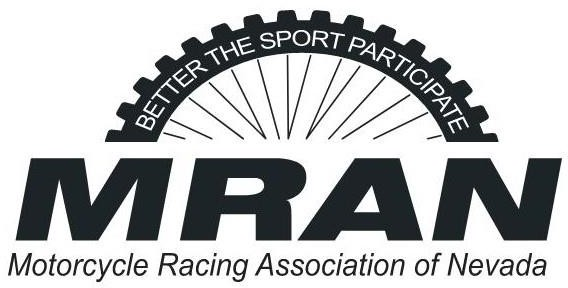 BETTER THE SPORT PARTICIPATE
MRAN
Motorcycle Racing Association of Nevada